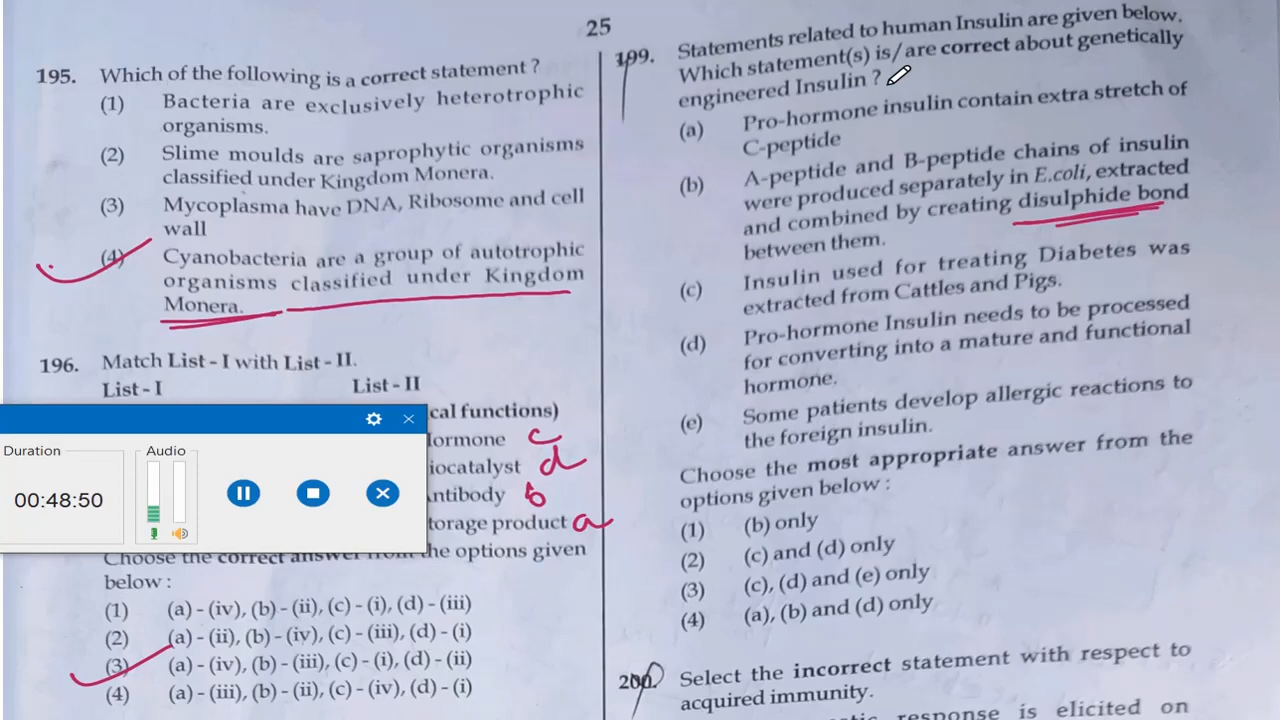 25
195. Which of the following is a correct statement ?
(1) Bacteria are exclusively heterotrophic
organisms.
(2) Slime moulds are saprophytic organisms
classified under Kingdom Monera.
(3) Mycoplasma have DNA, Ribosome and cell
wall
(4) Cyanobacteria are a group of autotrophic
organisms classified under Kingdom
Monera.
196. Match List - I with List - II.
List - I List - II
cal functions)
ormone c
iocatalyst d
ntibody b
torage product a
Duration Audio
00:48:50
Choose the correct answer from the options given
below :
(1) (a) - (iv), (b) - (ii), (c) - (i), (d) - (iii)
(2) (a) - (ii), (b) - (iv), (c) - (iii), (d) - (i)
(3) (a) - (iv), (b) - (iii), (c) - (i), (d) - (ii)
(4) (a) - (iii), (b) - (ii), (c) - (iv), (d) - (i)
199. Statements related to human Insulin are given below.
Which statement(s) is/are correct about genetically
engineered Insulin ?
(a) Pro-hormone insulin contain extra stretch of
C-peptide
(b) A-peptide and B-peptide chains of insulin
were produced separately in E.coli, extracted
and combined by creating disulphide bond
between them.
(c) Insulin used for treating Diabetes was
extracted from Cattles and Pigs.
(d) Pro-hormone Insulin needs to be processed
for converting into a mature and functional
hormone.
(e) Some patients develop allergic reactions to
the foreign insulin.
Choose the most appropriate answer from the
options given below :
(1) (b) only
(2) (c) and (d) only
(3) (c), (d) and (e) only
(4) (a), (b) and (d) only
200. Select the incorrect statement with respect to
acquired immunity.
response is elicited on